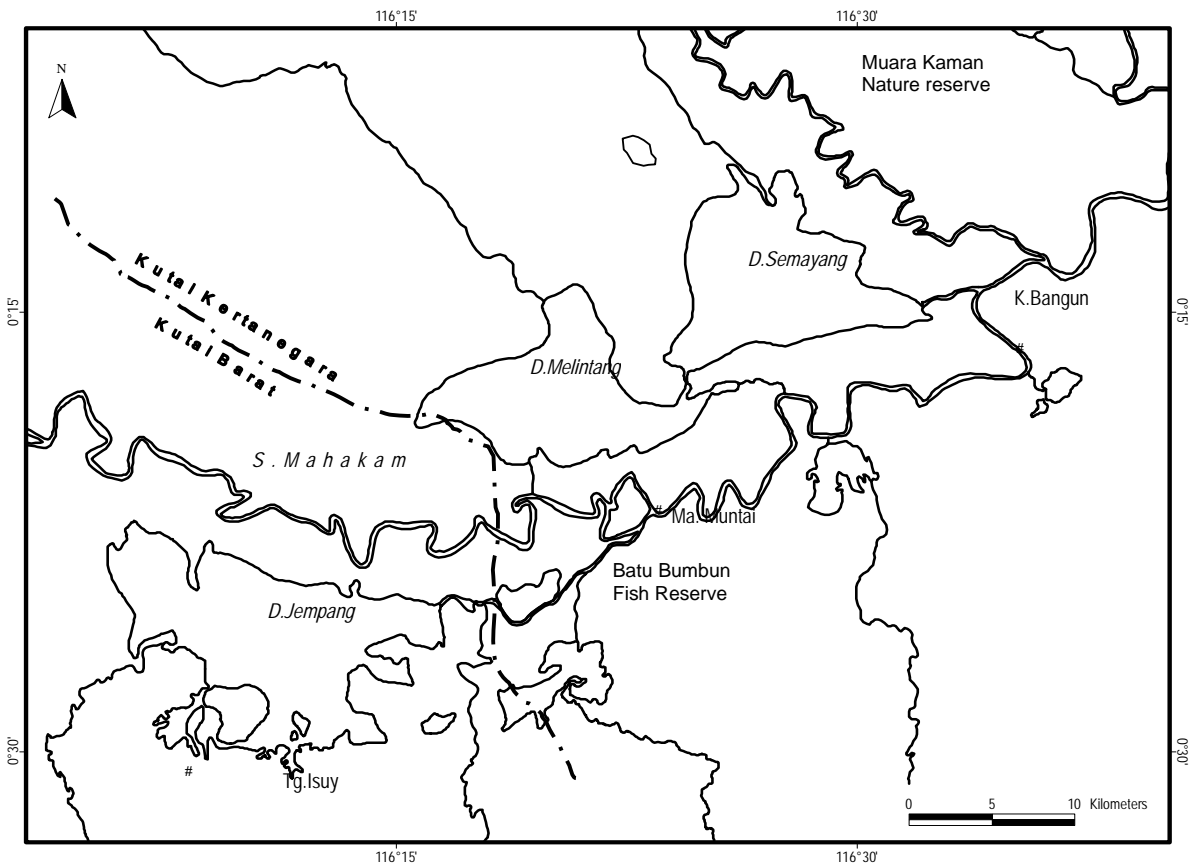 116°15'
116°30'
Muara Kaman
Nature reserve
N
D.Semayang
Kutai Kertanegara
K.Bangun
0°15'
0°15'
Kutai Barat
#
D.Melintang
S. Mahakam
#
Ma. Muntai
Batu Bumbun
Fish Reserve
D.Jempang
0°30'
0°30'
#
Tg.Isuy
0
5
10
Kilometers
116°15'
116°30'